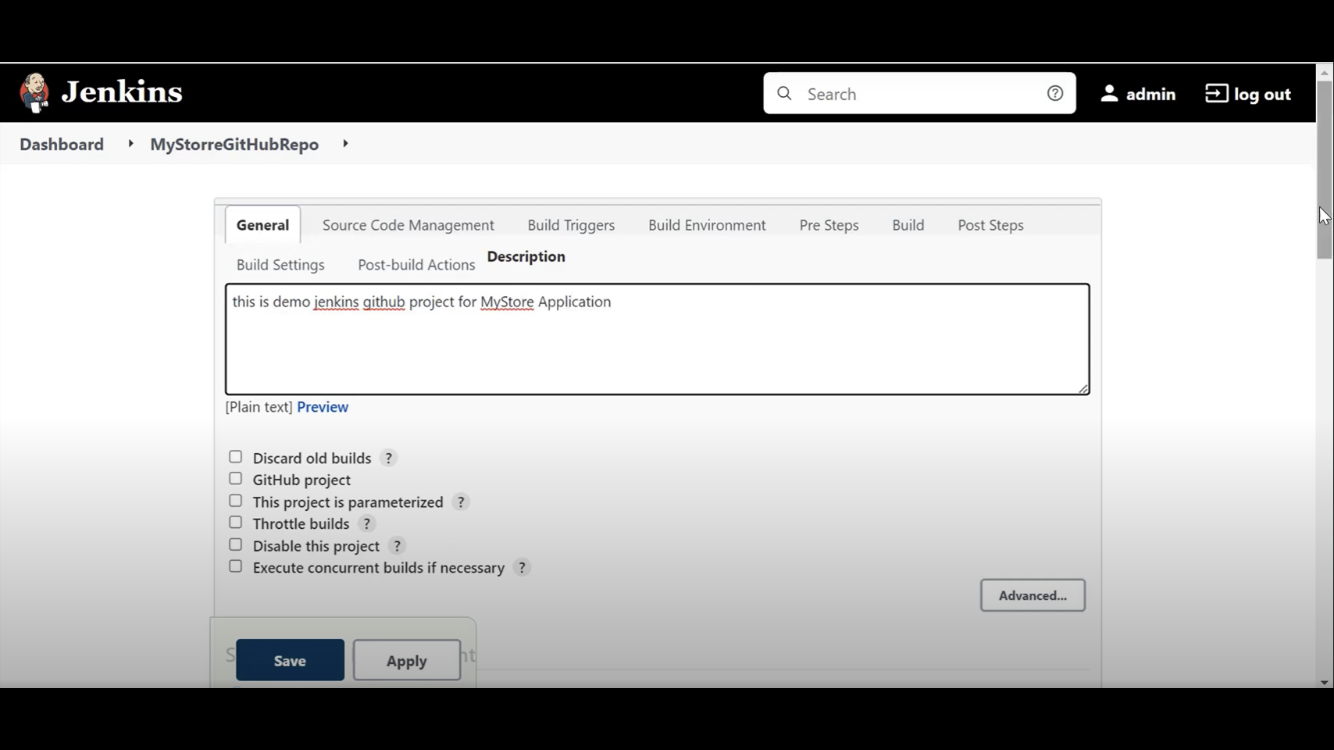 Jenkins
Search
admin
log out
Dashboard
MyStorreGitHubRepo
General Source Code Management Build Triggers Build Environment Pre Steps Build Post Steps
Build Settings Post-build Actions Description
this is demo jenkins github project for MyStore Application
[Plain text] Preview
Discard old builds ?
GitHub project
This project is parameterized ?
Throttle builds ?
Disable this project ?
Execute concurrent builds if necessary ?
Advanced...
Save Apply